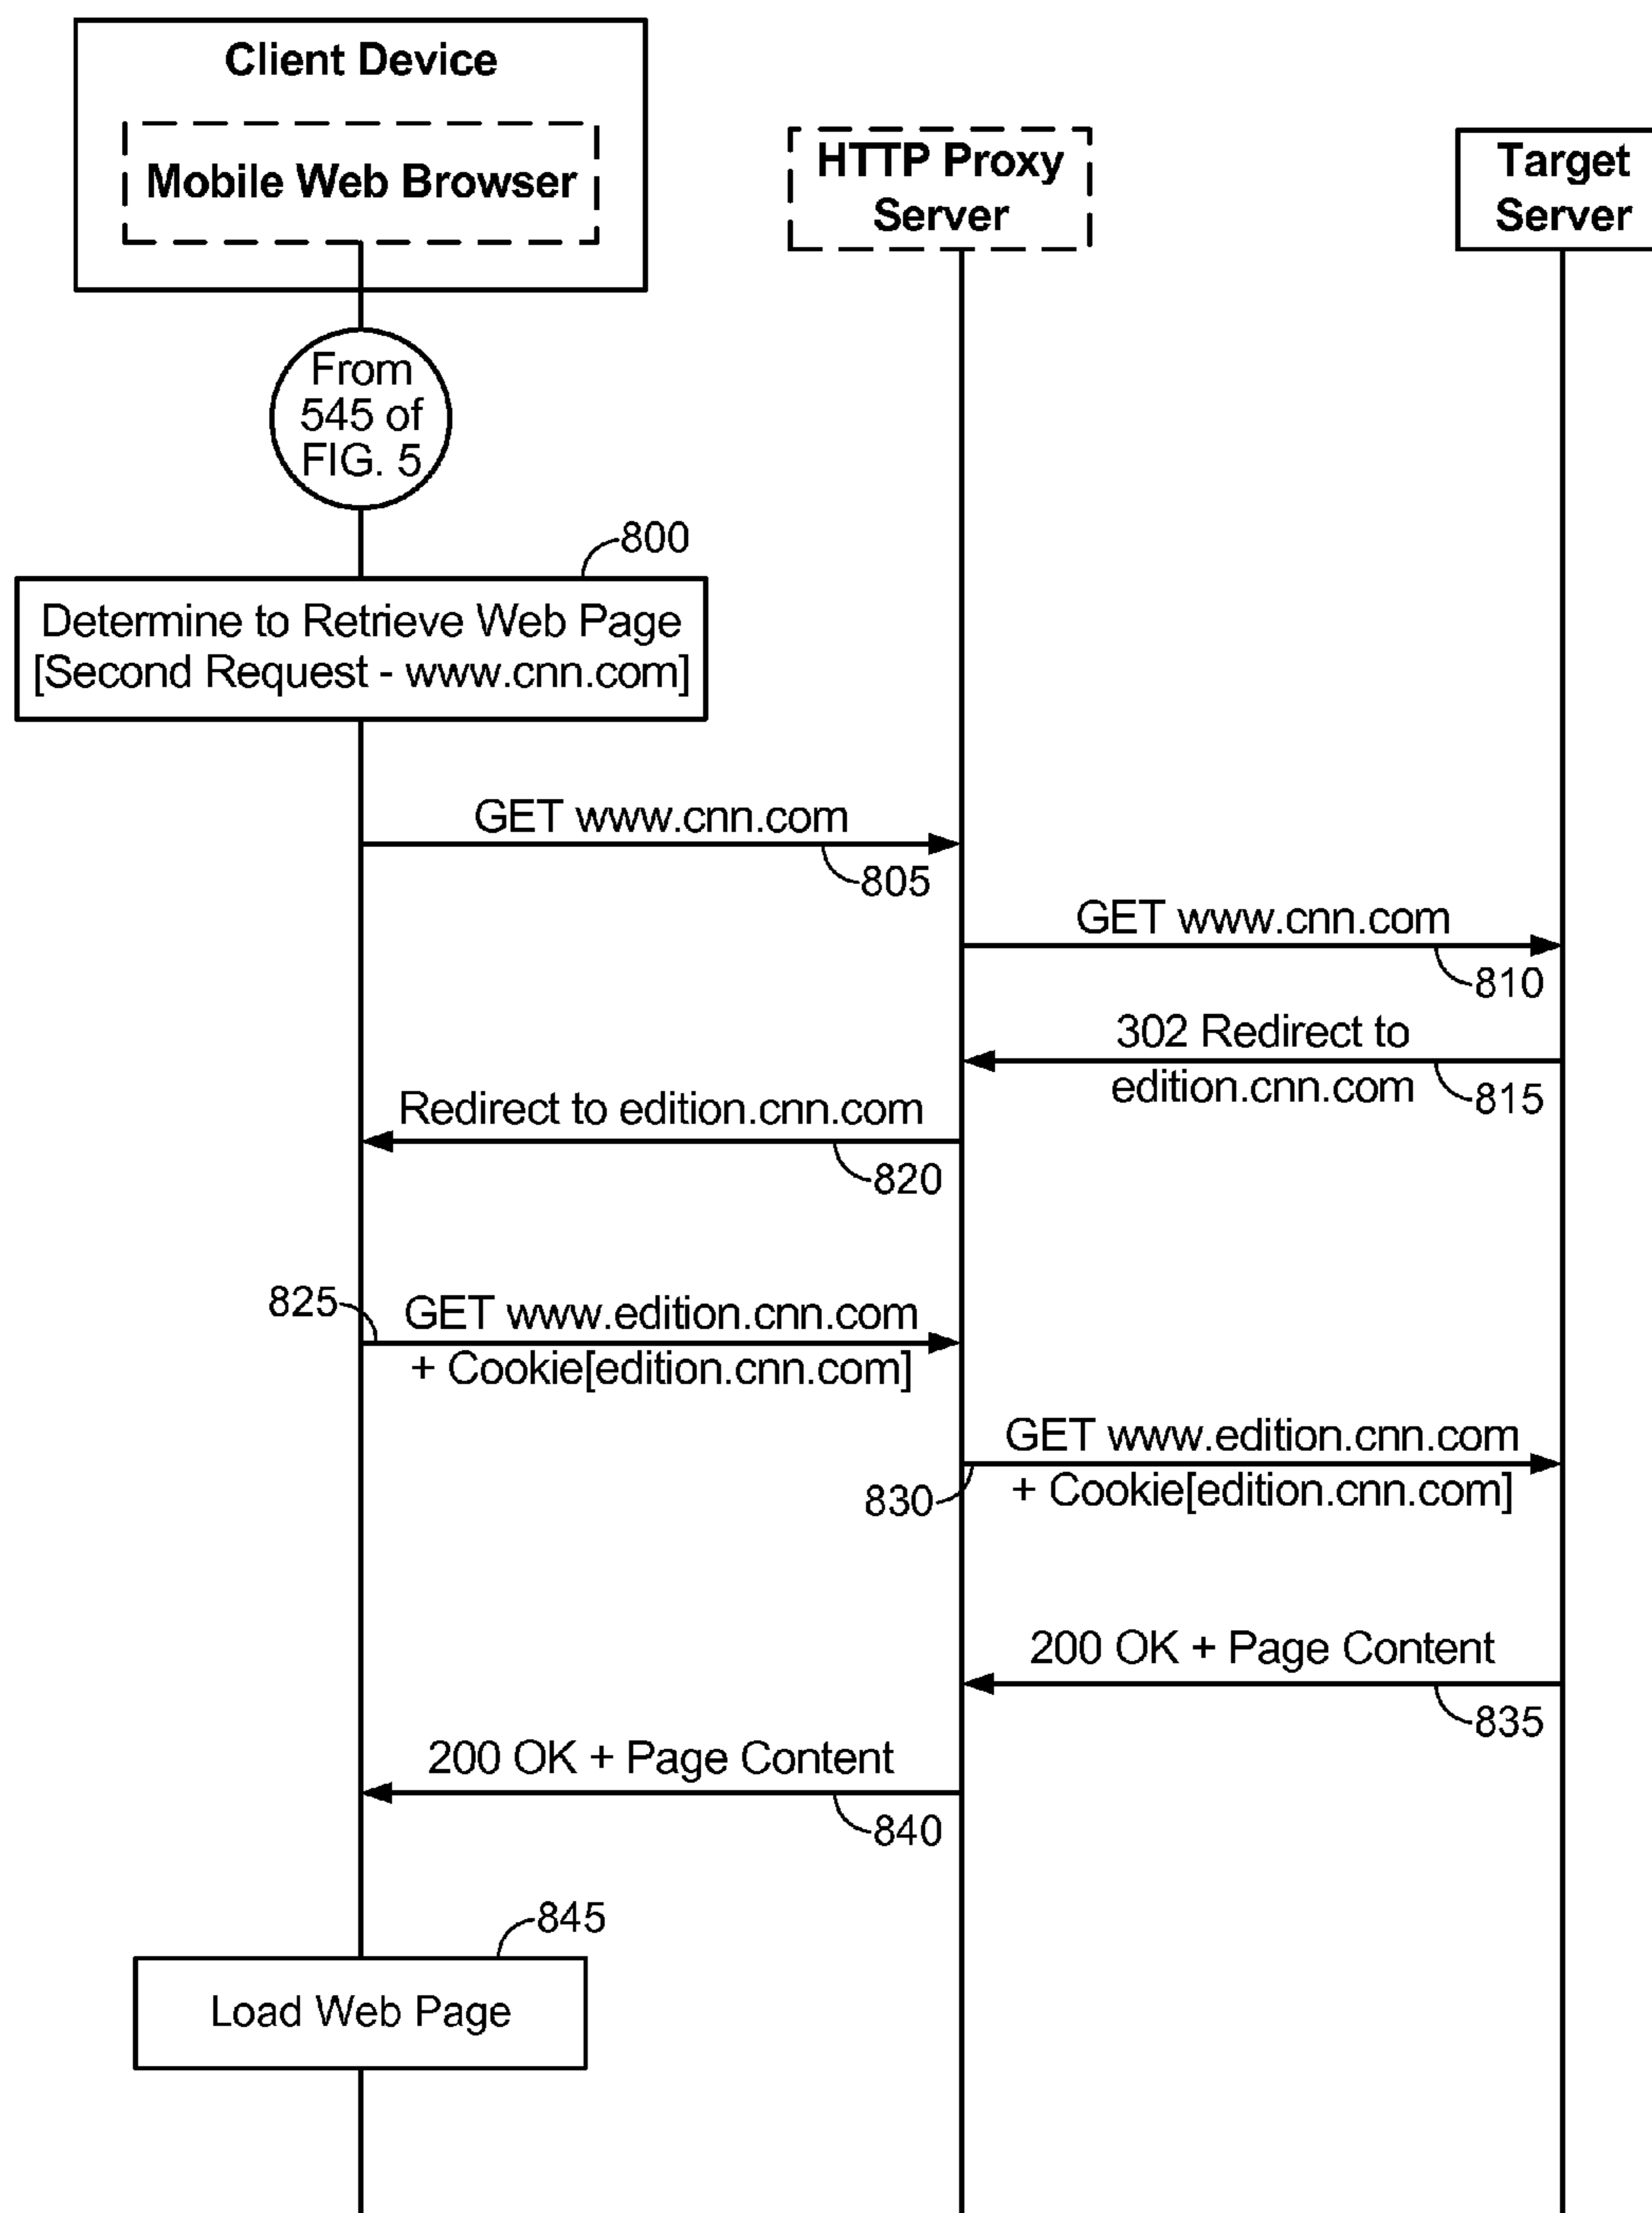 Client Device
Mobile Web Browser
HTTP Proxy
Server
Target
Server
From
545 of
FIG. 5
800
Determine to Retrieve Web Page
[Second Request - www.cnn.com]
GET www.cnn.com
805
GET www.cnn.com
810
302 Redirect to
edition.cnn.com
815
Redirect to edition.cnn.com
820
825
GET www.edition.cnn.com
+ Cookie[edition.cnn.com]
GET www.edition.cnn.com
+ Cookie[edition.cnn.com]
830
200 OK + Page Content
835
200 OK + Page Content
840
845
Load Web Page